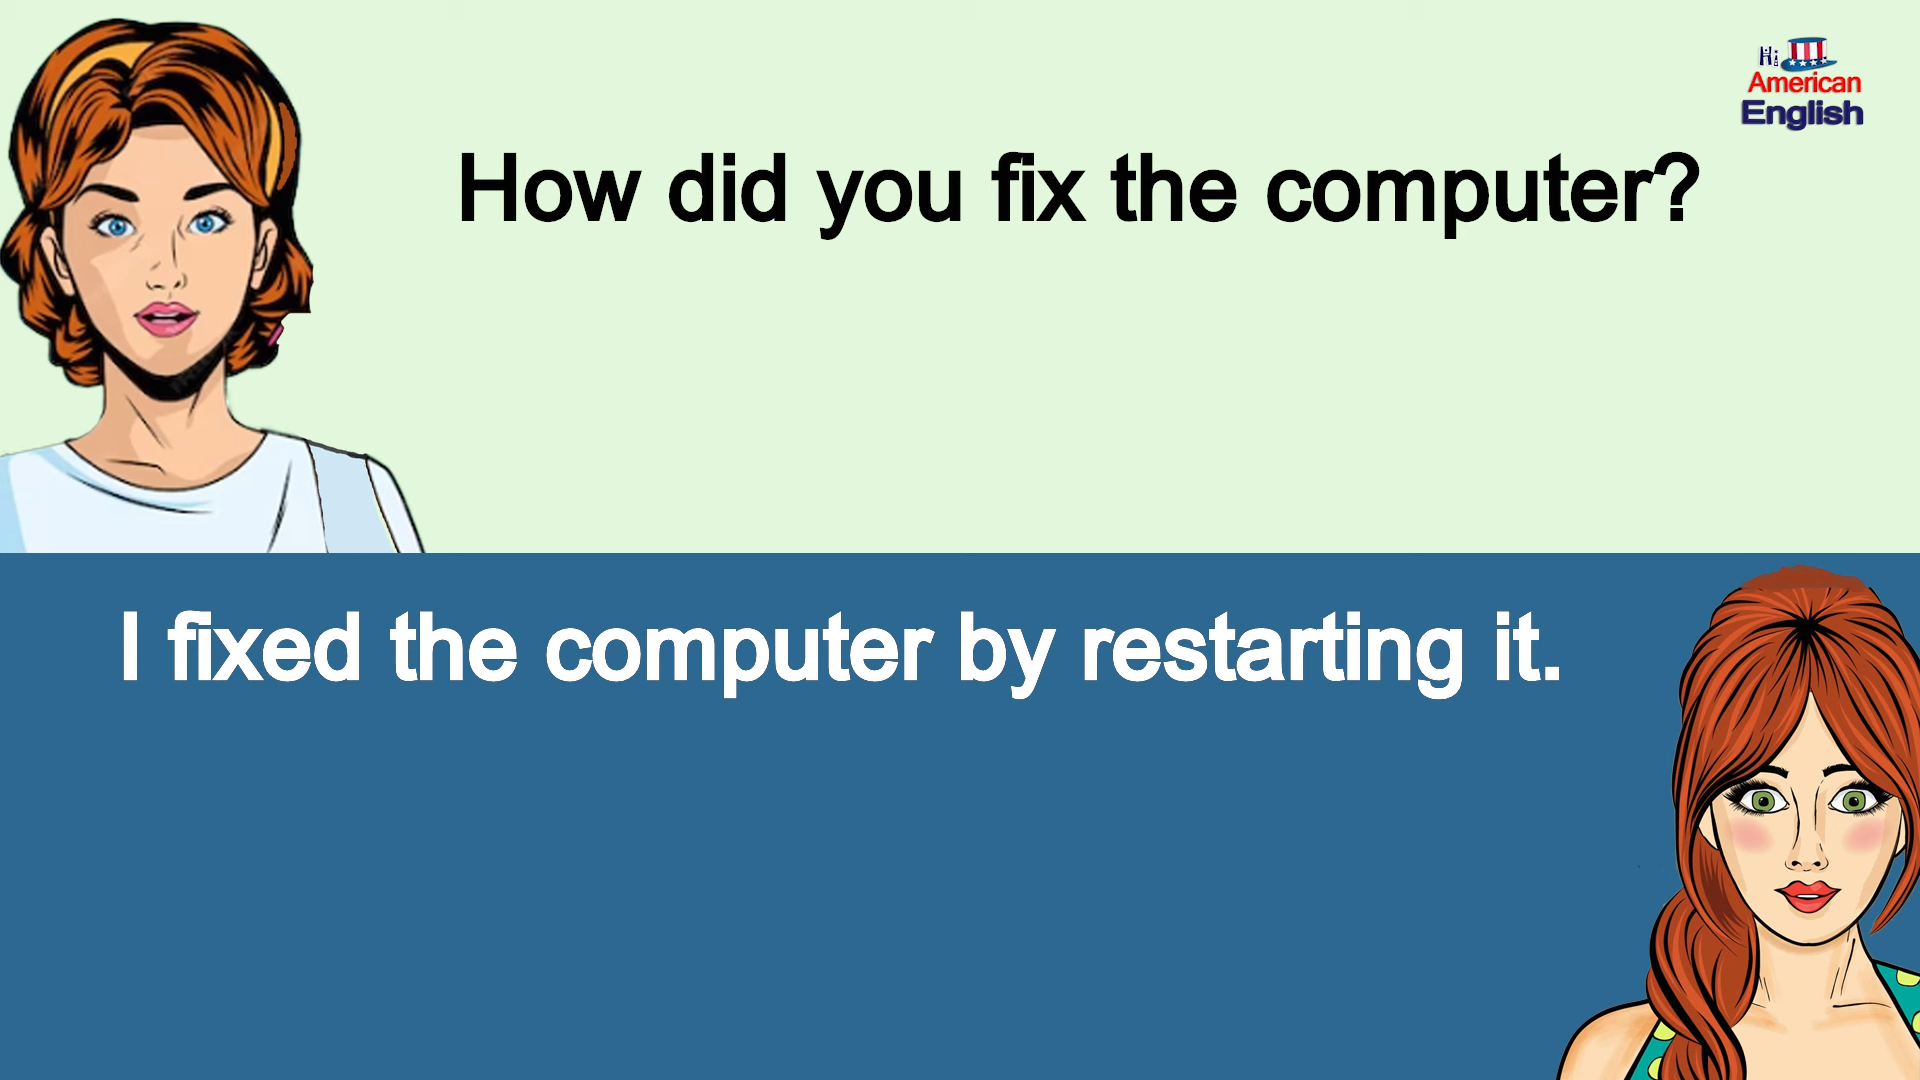 Hi
American
English
How did you fix the computer?
I fixed the computer by restarting it.